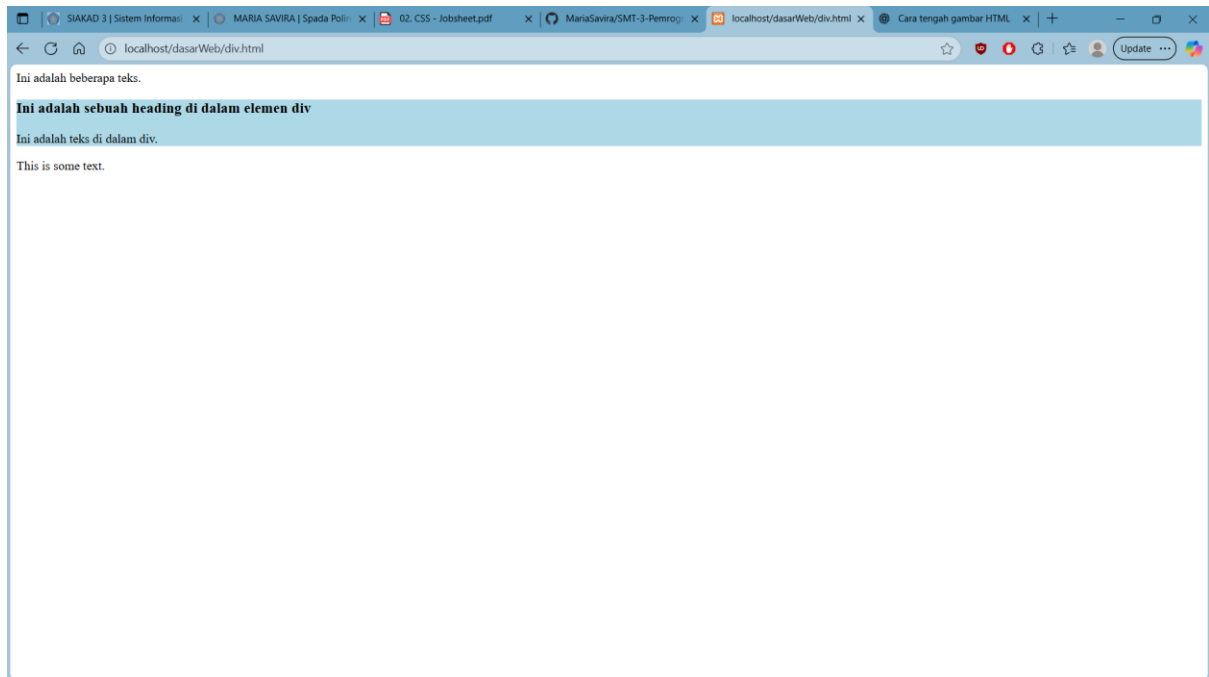 SIAKAD 3 | Sistem Informasi
MARIA SAVIRA | Spada Polin
02. CSS - Jobsheet.pdf
MariaSavira/SMT-3-Pemrog
localhost/dasarWeb/div.html
Cara tengah gambar HTML
localhost/dasarWeb/div.html
Update
Ini adalah beberapa teks.
Ini adalah sebuah heading di dalam elemen div
Ini adalah teks di dalam div.
This is some text.